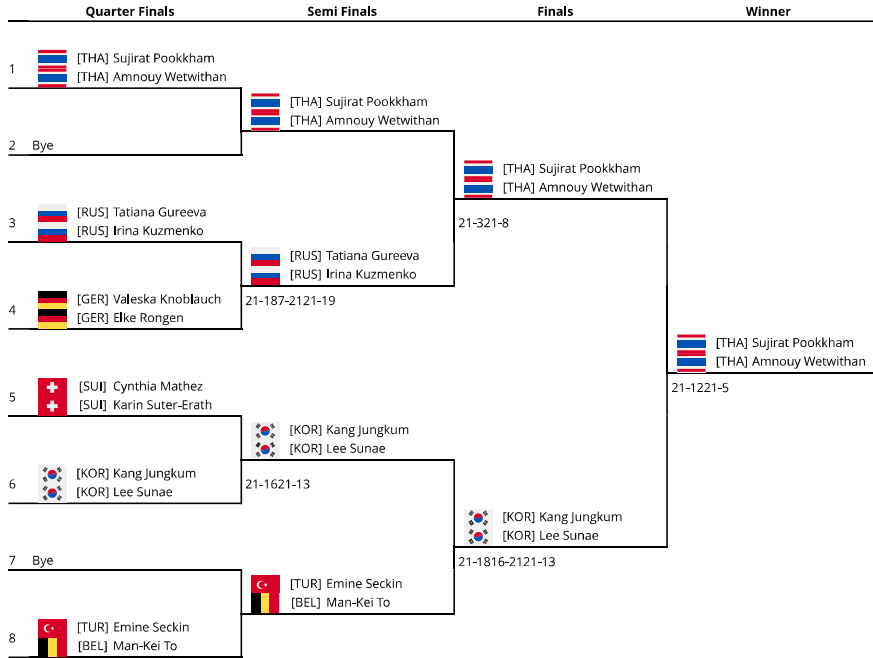 Quarter Finals Semi Finals Finals Winner
1
[THA] Sujirat Pookkham
[THA] Amnouy Wetwithan
2 Bye
3
[RUS] Tatiana Gureeva
[RUS] Irina Kuzmenko
4
[GER] Valeska Knoblauch
[GER] Elke Rongen
5
[SUI] Cynthia Mathez
[SUI] Karin Suter-Erath
6
[KOR] Kang Jungkum
[KOR] Lee Sunae
7 Bye
8
[TUR] Emine Seckin
[BEL] Man-Kei To
[THA] Sujirat Pookkham
[THA] Amnouy Wetwithan
[RUS] Tatiana Gureeva
[RUS] Irina Kuzmenko
21-187-2121-19
[KOR] Kang Jungkum
[KOR] Lee Sunae
21-1621-13
[TUR] Emine Seckin
[BEL] Man-Kei To
[THA] Sujirat Pookkham
[THA] Amnouy Wetwithan
21-321-8
[KOR] Kang Jungkum
[KOR] Lee Sunae
21-1816-2121-13
[THA] Sujirat Pookkham
[THA] Amnouy Wetwithan
21-1221-5